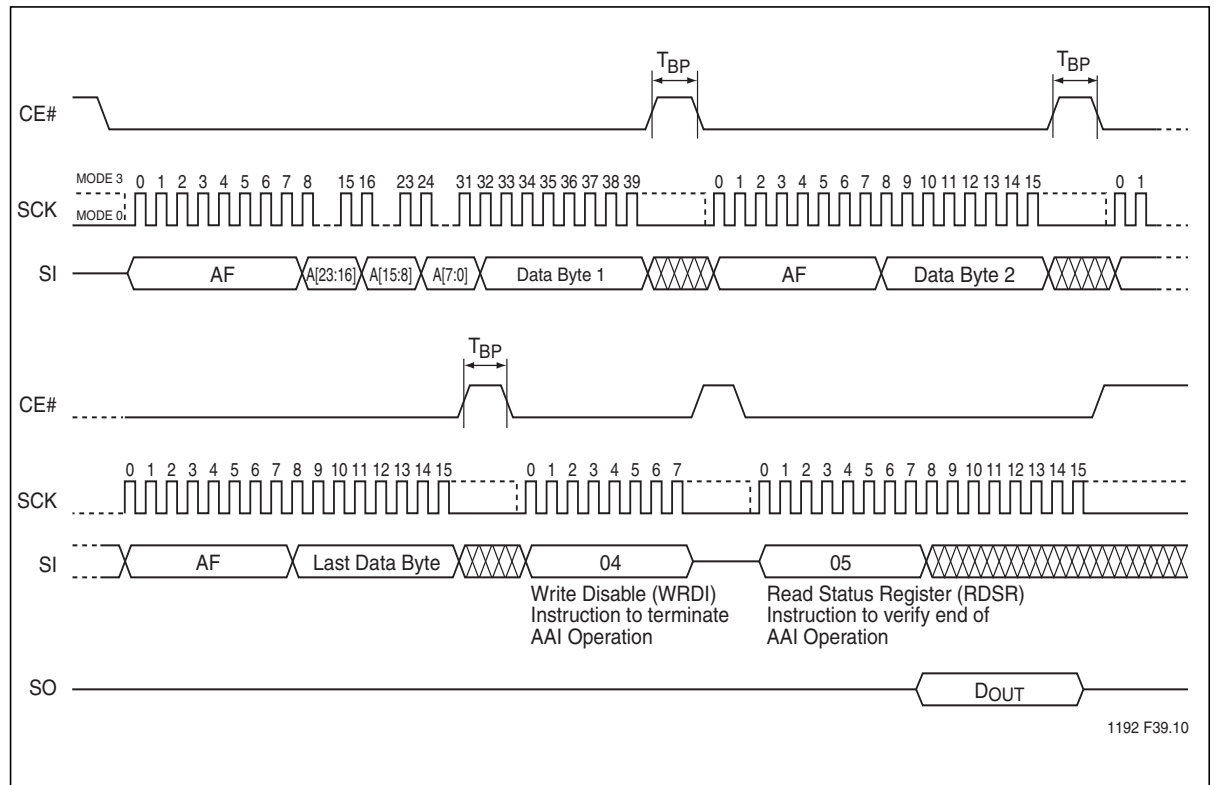 TBP TBP
CE#
MODE 3 0 1 2 3 4 5 6 7 8 15 16 23 24 31 32 33 34 35 36 37 38 39 0 1 2 3 4 5 6 7 8 9 10 11 12 13 14 15 0 1
SCK
MODE 0
SI AF A[23:16] A[15:8] A[7:0] Data Byte 1 AF Data Byte 2
TBP
CE#
0 1 2 3 4 5 6 7 8 9 10 11 12 13 14 15 0 1 2 3 4 5 6 7 0 1 2 3 4 5 6 7 8 9 10 11 12 13 14 15
SCK
SI AF Last Data Byte 04 05
Write Disable (WRDI)
Instruction to terminate
AAI Operation
Read Status Register (RDSR)
Instruction to verify end of
AAI Operation
SO DOUT
1192 F39.10